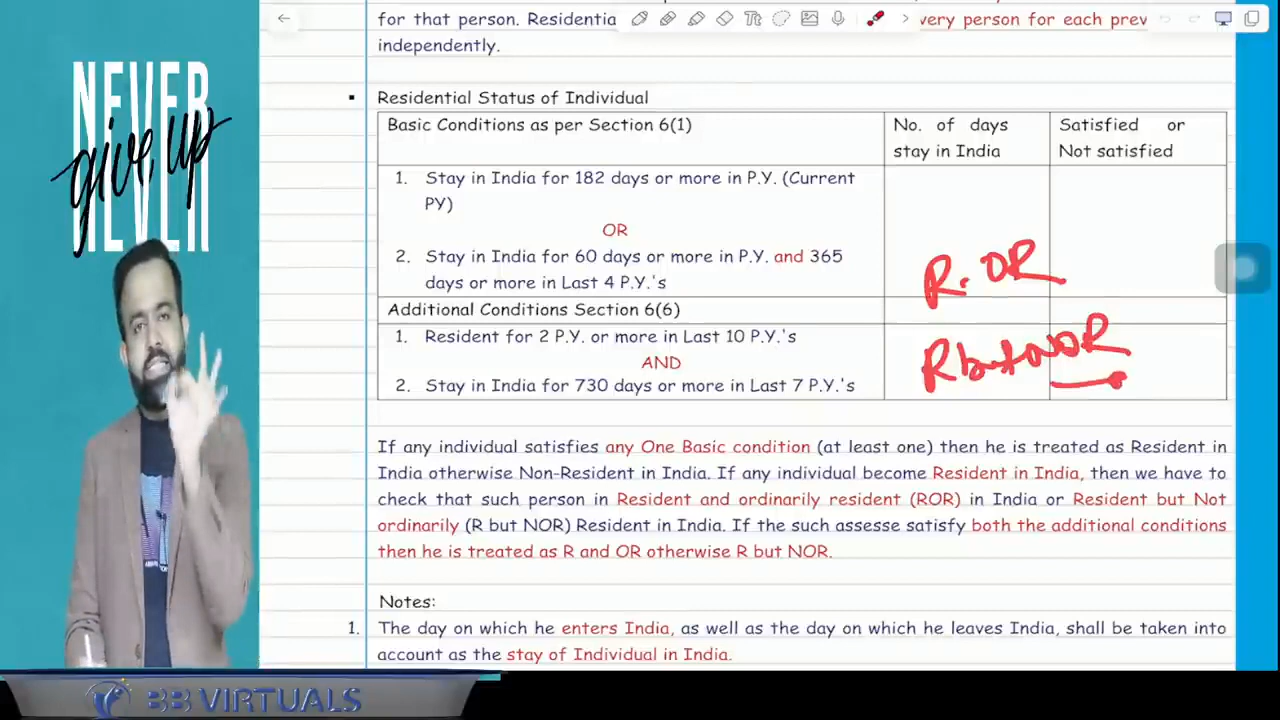 for that person. Residentia
very person for each prev
independently.
NEVER
give up
NEVER
▪ Residential Status of Individual
Basic Conditions as per Section 6(1)
No. of days stay in India
Satisfied or Not satisfied
1. Stay in India for 182 days or more in P.Y. (Current
PY)
OR
2. Stay in India for 60 days or more in P.Y. and 365
days or more in Last 4 P.Y.'s
R. OR
Additional Conditions Section 6(6)
1. Resident for 2 P.Y. or more in Last 10 P.Y.'s
AND
2. Stay in India for 730 days or more in Last 7 P.Y.'s
R but NOR
If any individual satisfies any One Basic condition (at least one) then he is treated as Resident in
India otherwise Non-Resident in India. If any individual become Resident in India, then we have to
check that such person in Resident and ordinarily resident (ROR) in India or Resident but Not
ordinarily (R but NOR) Resident in India. If the such assesse satisfy both the additional conditions
then he is treated as R and OR otherwise R but NOR.
Notes:
1. The day on which he enters India, as well as the day on which he leaves India, shall be taken into
account as the stay of Individual in India.
BB VIRTUALS